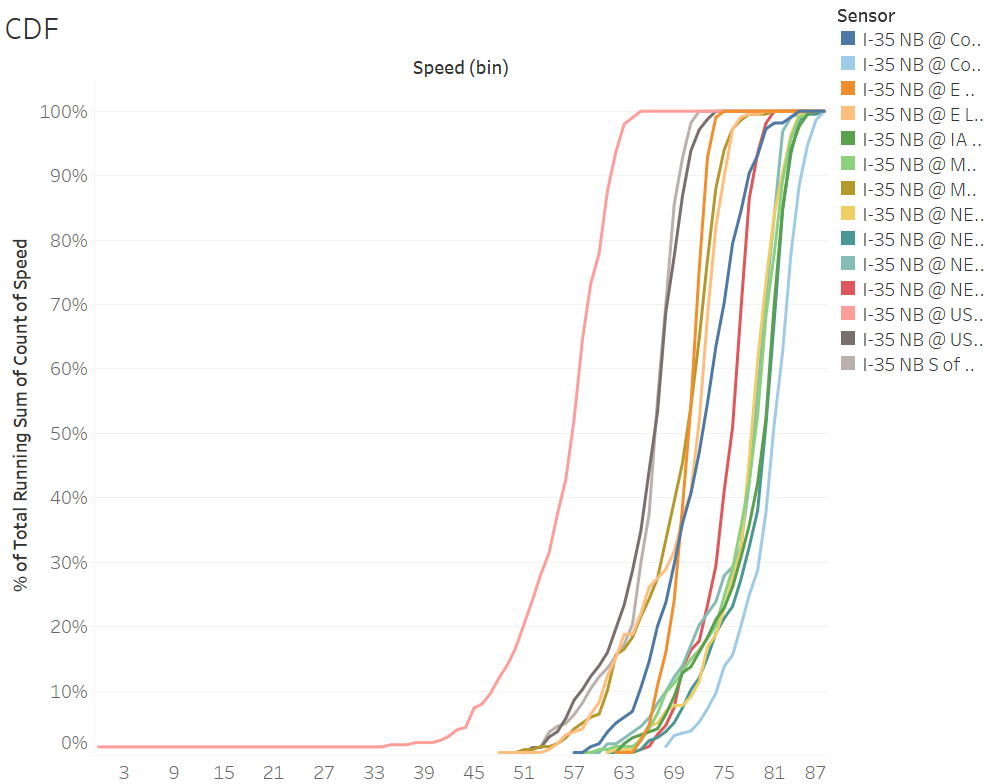 CDF
Speed (bin)
% of Total Running Sum of Count of Speed
100%
90%
80%
70%
60%
50%
40%
30%
20%
10%
0%
3 9 15 21 27 33 39 45 51 57 63 69 75 81 87
Sensor
I-35 NB @ Co..
I-35 NB @ Co..
I-35 NB @ E ..
I-35 NB @ E L..
I-35 NB @ IA ..
I-35 NB @ M..
I-35 NB @ M..
I-35 NB @ NE..
I-35 NB @ NE..
I-35 NB @ NE..
I-35 NB @ NE..
I-35 NB @ US..
I-35 NB @ US..
I-35 NB S of ..